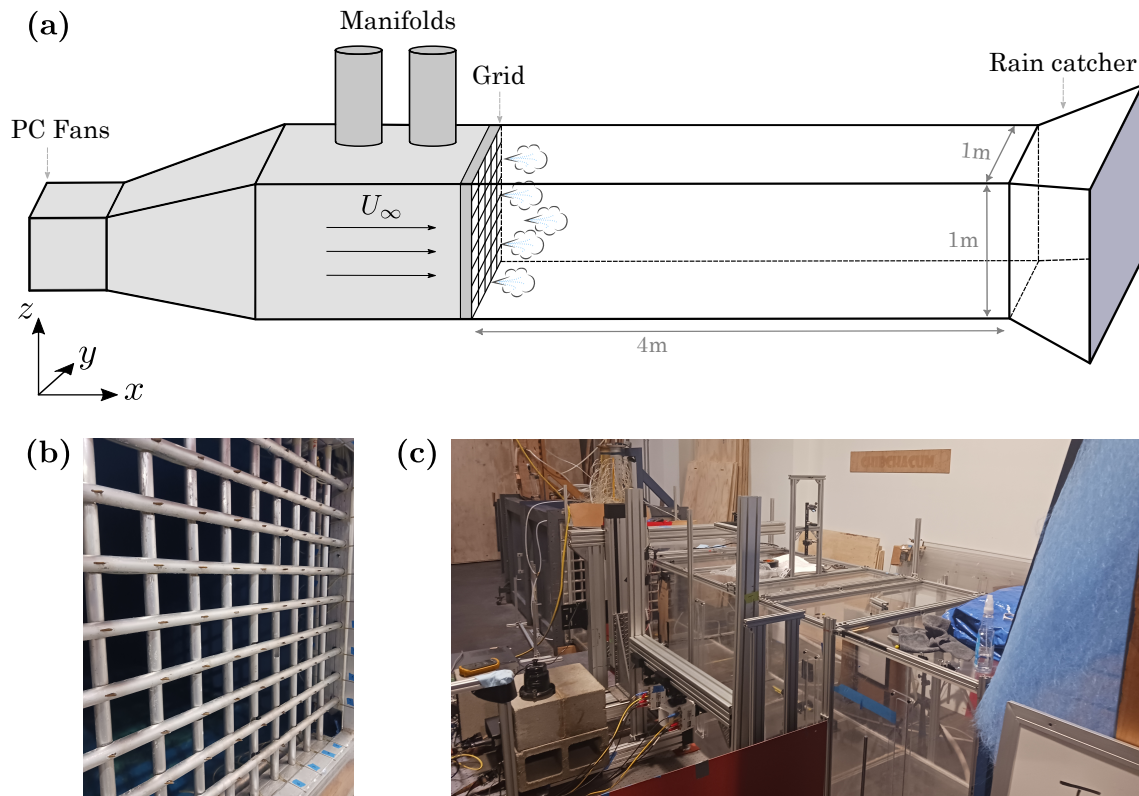 (a)
Manifolds
Grid
Rain catcher
PC Fans
1m
U∞
1m
z
y
x
4m
(b)
(c)